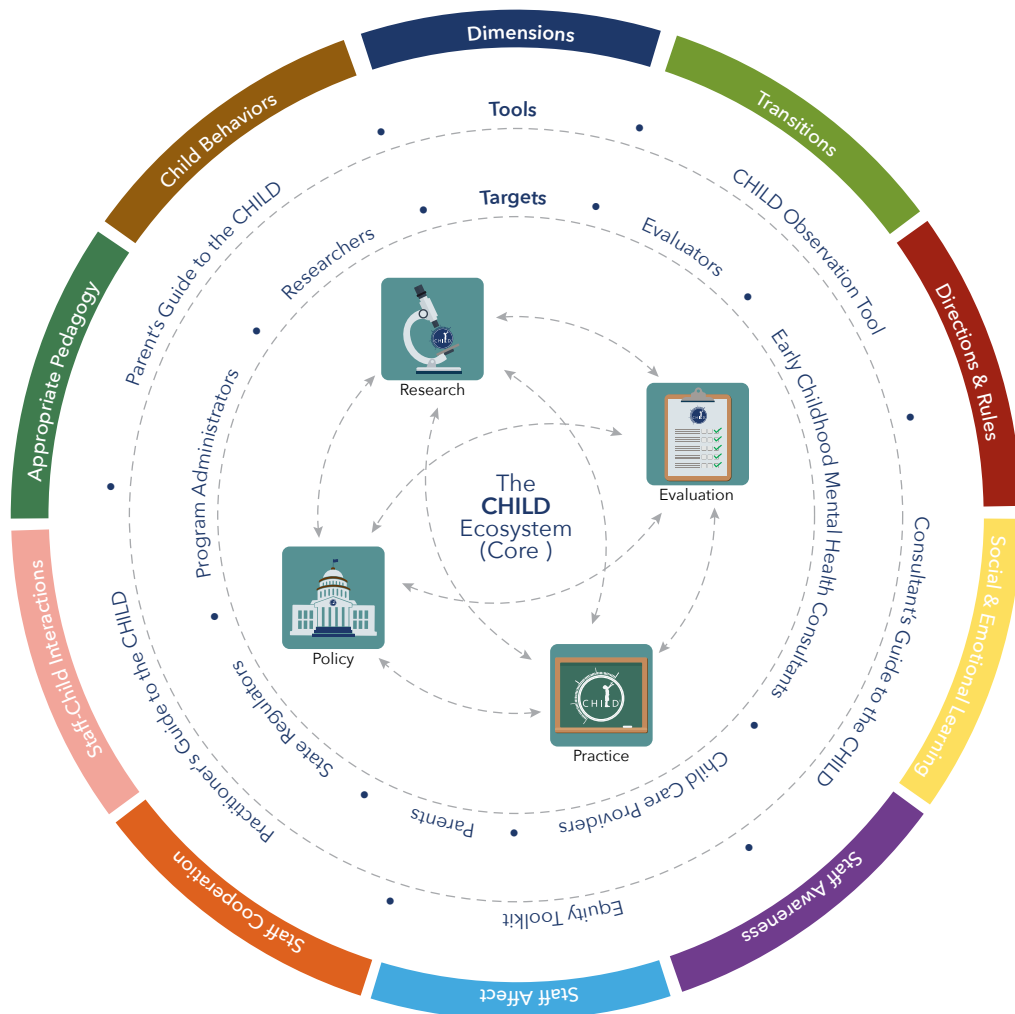 Dimensions
Transitions
Directions & Rules
Social & Emotional Learning
Staff Awareness
Staff Affect
Staff Cooperation
Staff-Child Interactions
Appropriate Pedagogy
Child Behaviors
Tools
CHILD Observation Tool
Consultant's Guide to the CHILD
Equity Toolkit
Practitioner's Guide to the CHILD
Parent's Guide to the CHILD
Targets
Evaluators
Early Childhood Mental Health Consultants
Child Care Providers
Parents
State Regulators
Program Administrators
Researchers
CHILD
Research
Evaluation
The
CHILD
Ecosystem
(Core )
Policy
CHILD
Practice